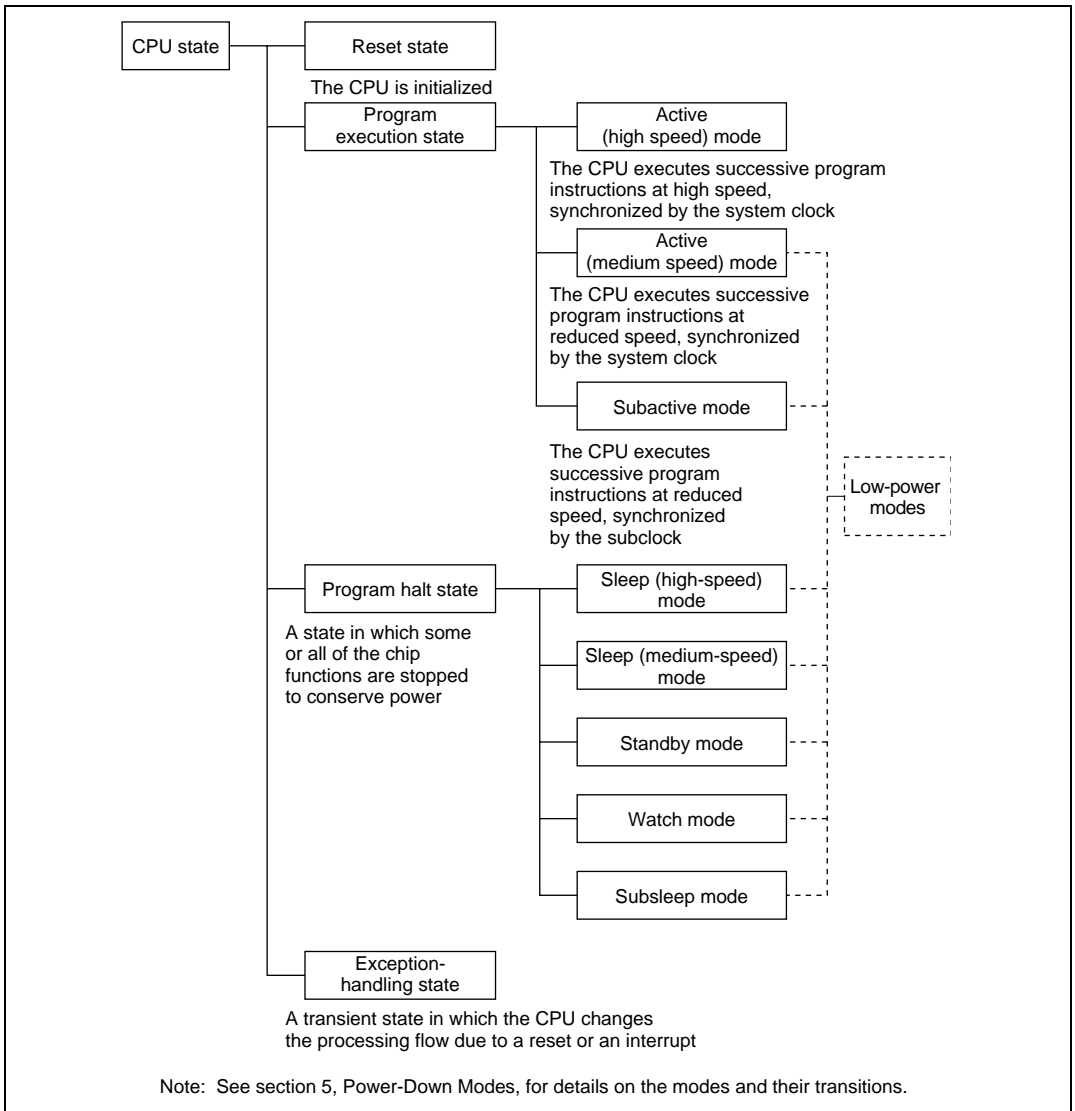 CPU state
Reset state
The CPU is initialized
Program
execution state
Active
(high speed) mode
The CPU executes successive program
instructions at high speed,
synchronized by the system clock
Active
(medium speed) mode
The CPU executes successive
program instructions at
reduced speed, synchronized
by the system clock
Subactive mode
The CPU executes
successive program
instructions at reduced
speed, synchronized
by the subclock
Low-power
modes
Program halt state
A state in which some
or all of the chip
functions are stopped
to conserve power
Sleep (high-speed)
mode
Sleep (medium-speed)
mode
Standby mode
Watch mode
Subsleep mode
Exception-
handling state
A transient state in which the CPU changes
the processing flow due to a reset or an interrupt
Note: See section 5, Power-Down Modes, for details on the modes and their transitions.